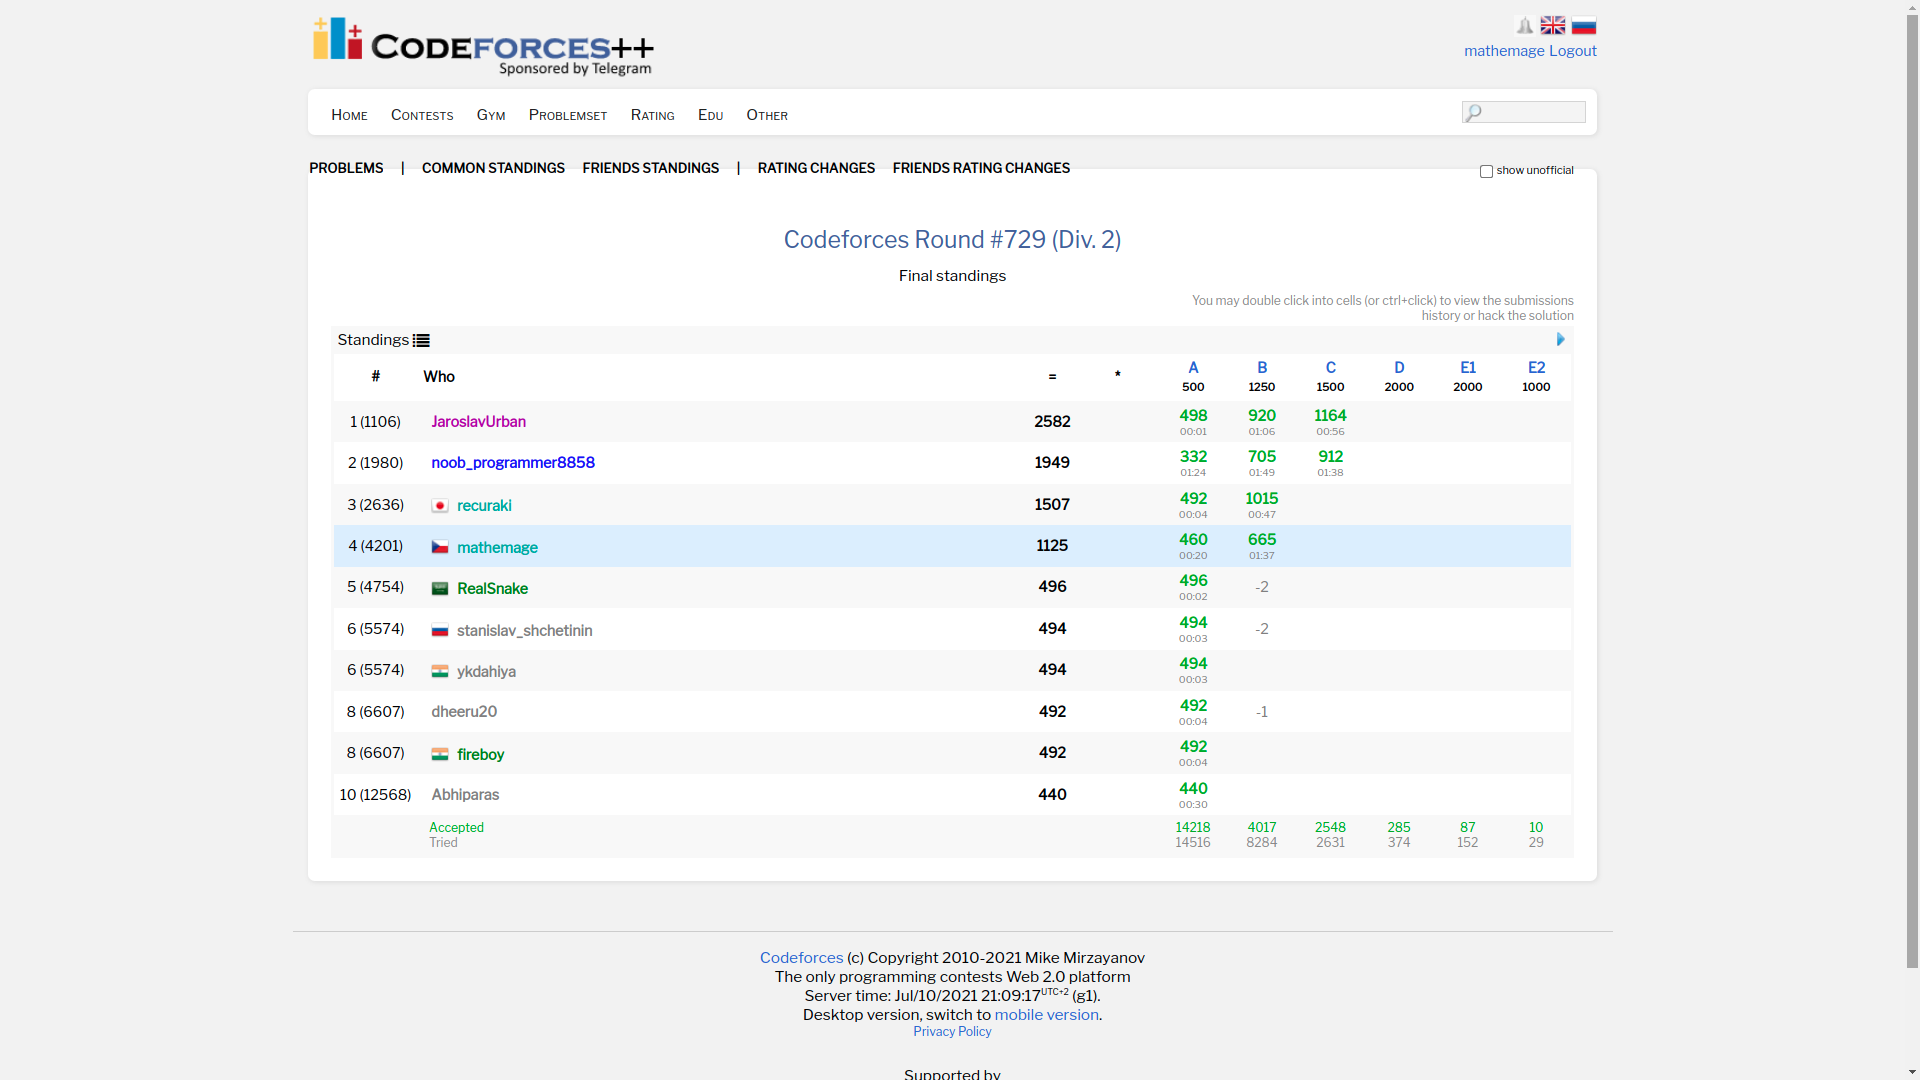 CODEFORCES++
Sponsored by Telegram
mathemage Logout
HOME CONTESTS GYM PROBLEMSET RATING EDU OTHER
PROBLEMS | COMMON STANDINGS FRIENDS STANDINGS | RATING CHANGES FRIENDS RATING CHANGES
show unofficial
Codeforces Round #729 (Div. 2)
Final standings
You may double click into cells (or ctrl+click) to view the submissions
history or hack the solution
Standings
# Who = * A B C D E1 E2
500 1250 1500 2000 2000 1000
1 (1106) JaroslavUrban 2582 498 920 1164
00:01 01:06 00:56
2 (1980) noob_programmer8858 1949 332 705 912
01:24 01:49 01:38
3 (2636) recuraki 1507 492 1015
00:04 00:47
4 (4201) mathemage 1125 460 665
00:20 01:37
5 (4754) RealSnake 496 496 -2
00:02
6 (5574) stanislav_shchetinin 494 494 -2
00:03
6 (5574) ykdahiya 494 494
00:03
8 (6607) dheeru20 492 492 -1
00:04
8 (6607) fireboy 492 492
00:04
10 (12568) Abhiparas 440 440
00:30
Accepted 14218 4017 2548 285 87 10
Tried 14516 8284 2631 374 152 29
Codeforces (c) Copyright 2010-2021 Mike Mirzayanov
The only programming contests Web 2.0 platform
Server time: Jul/10/2021 21:09:17UTC+2 (g1).
Desktop version, switch to mobile version.
Privacy Policy
Supported by